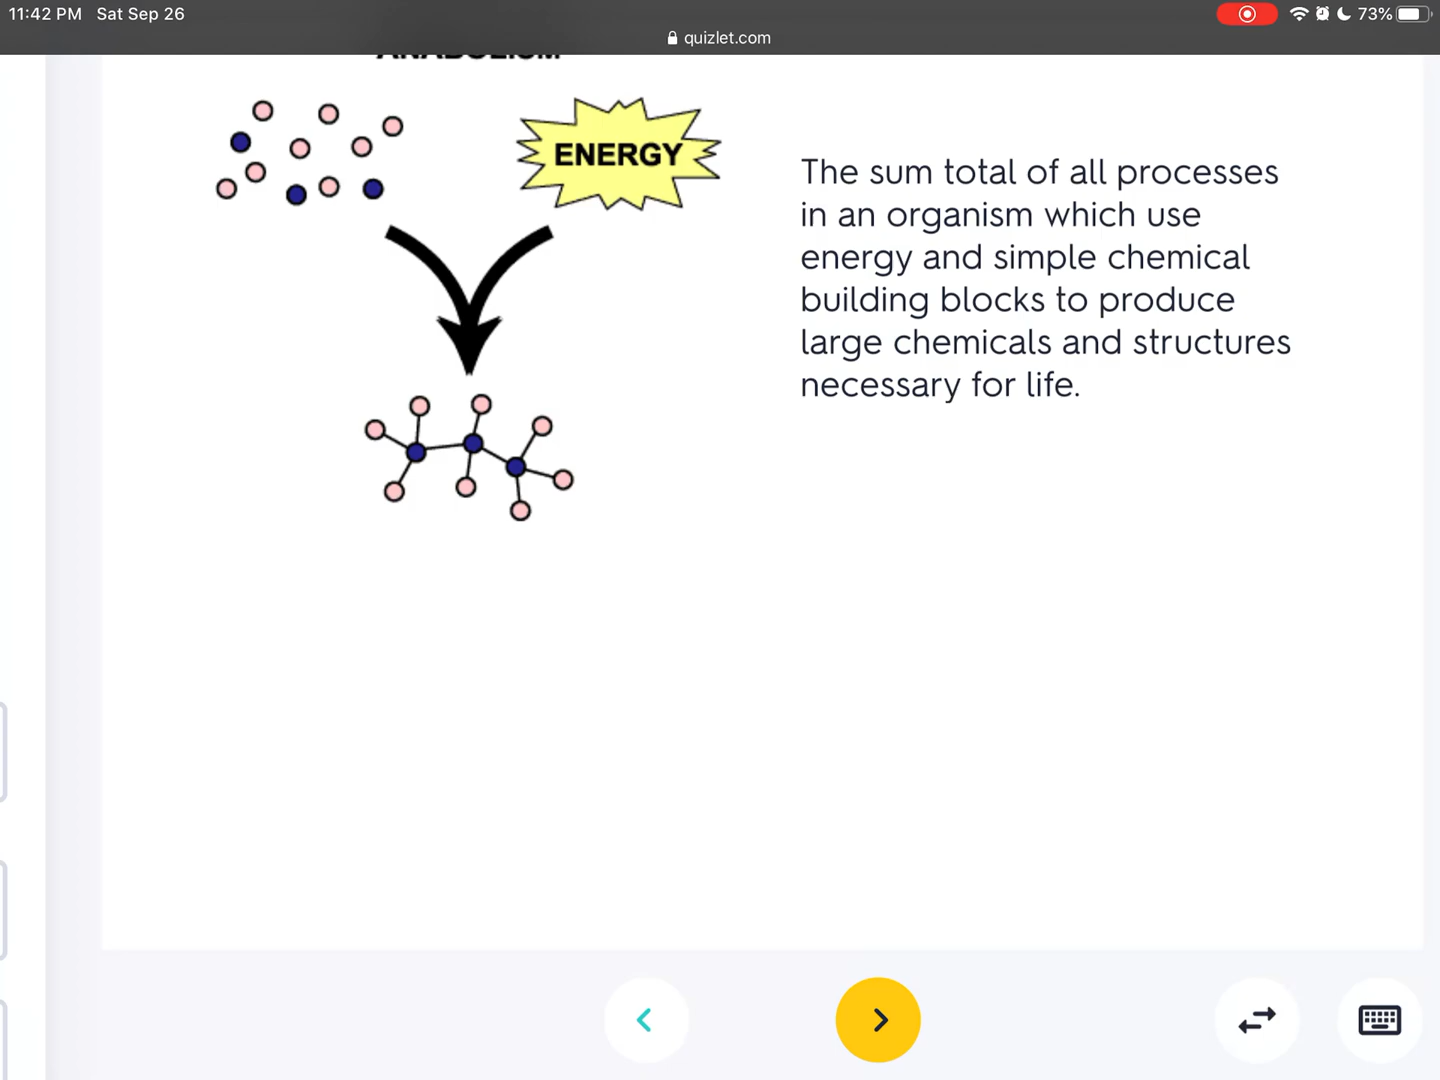 11:42 PM Sat Sep 26
73%
quizlet.com
ANABOLISM
ENERGY
The sum total of all processes
in an organism which use
energy and simple chemical
building blocks to produce
large chemicals and structures
necessary for life.